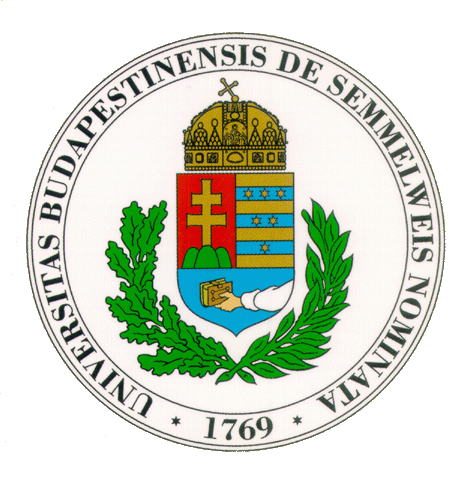 UNIVERSITAS BUDAPESTINENSIS DE SEMMELWEIS NOMINATA
* 1769 *